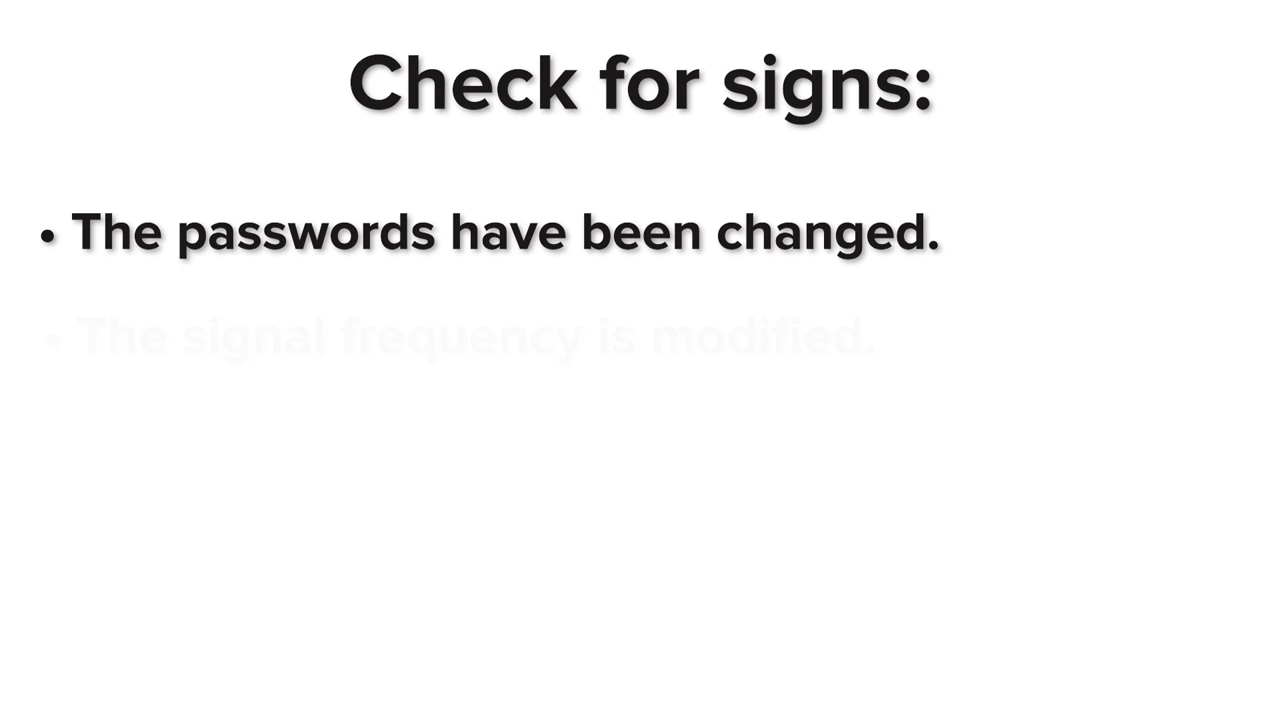 Check for signs:
• The passwords have been changed.
• The signal frequency is modified.